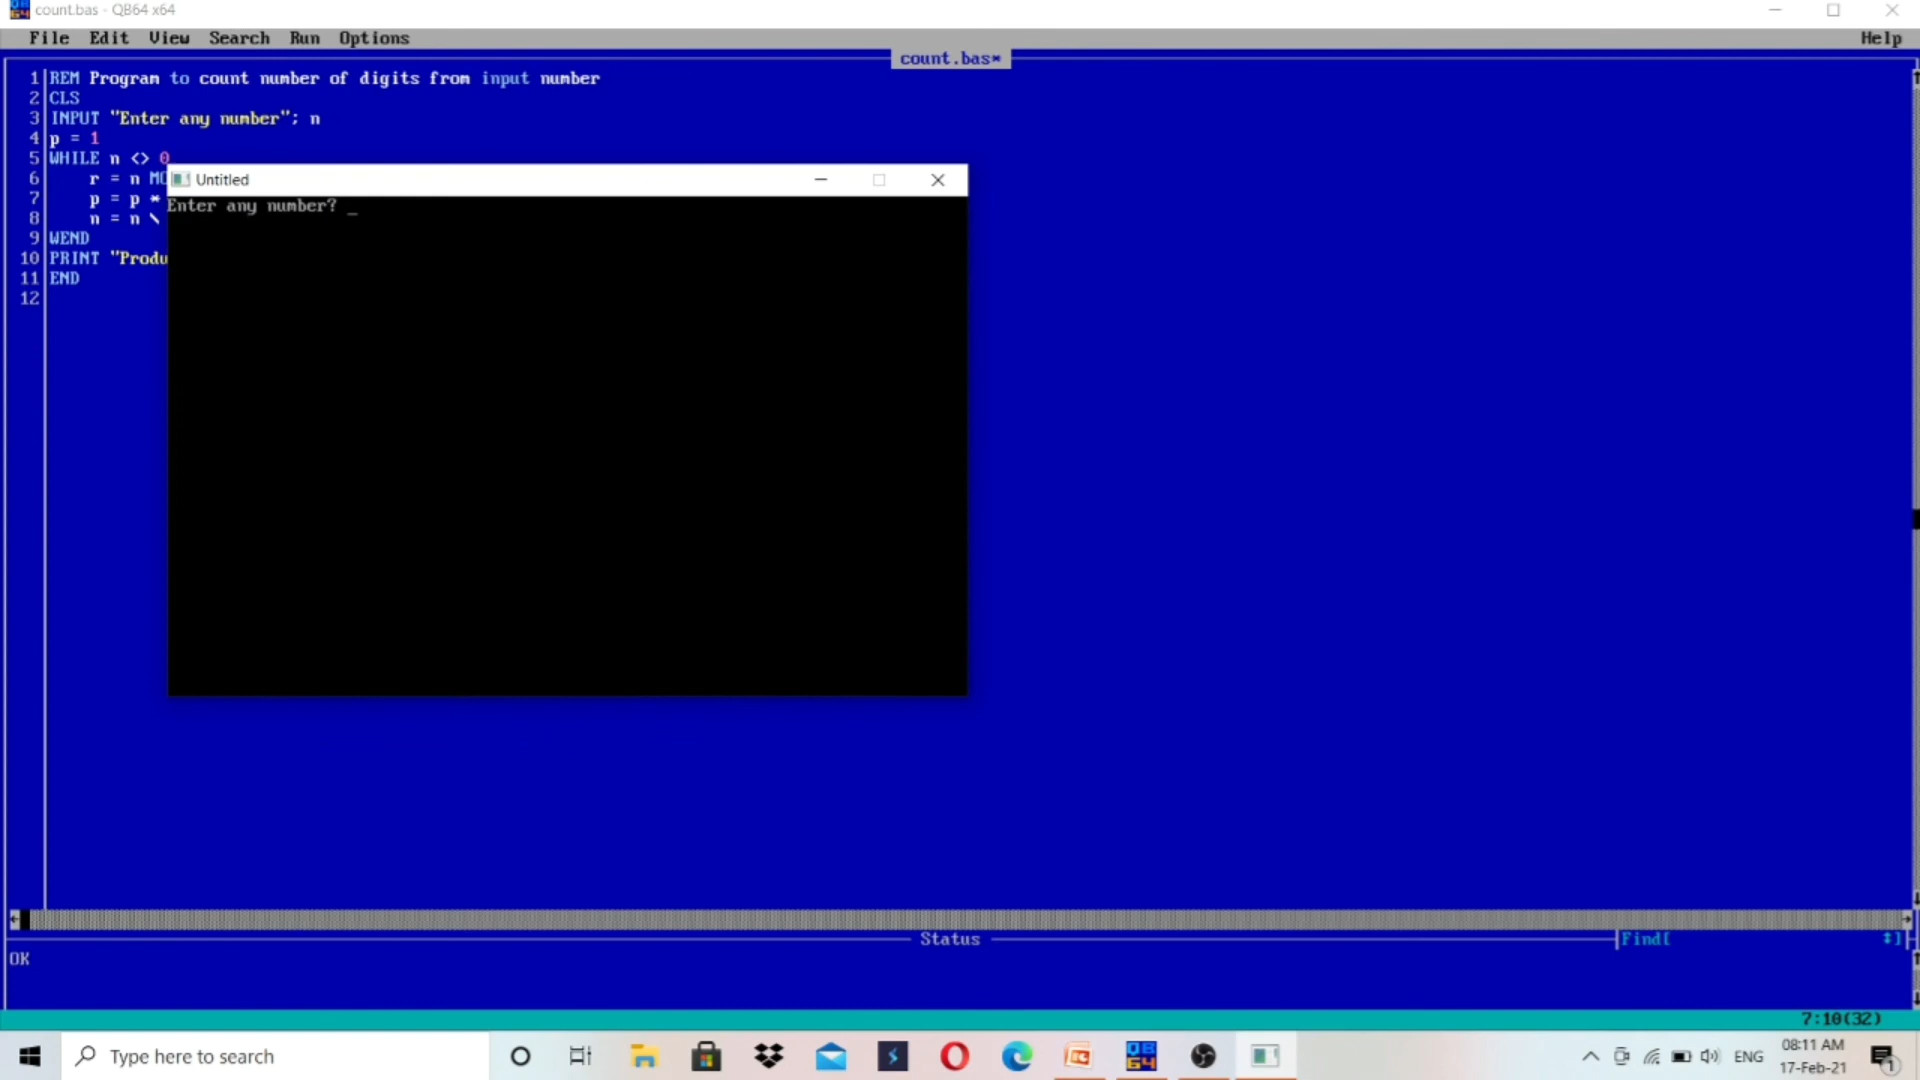 count.bas - QB64 x64
File Edit View Search Run Options Help
count.bas*
1 REM Program to count number of digits from input number
2 CLS
3 INPUT "Enter any number"; n
4 p = 1
5 WHILE n <> 0
6 r = n MO
7 p = p *
8 n = n \
9 WEND
10 PRINT "Produ
11 END
12
Untitled
Enter any number? _
Status
Find[ ]
OK
7:10(32)
Type here to search
ENG
08:11 AM
17-Feb-21
1